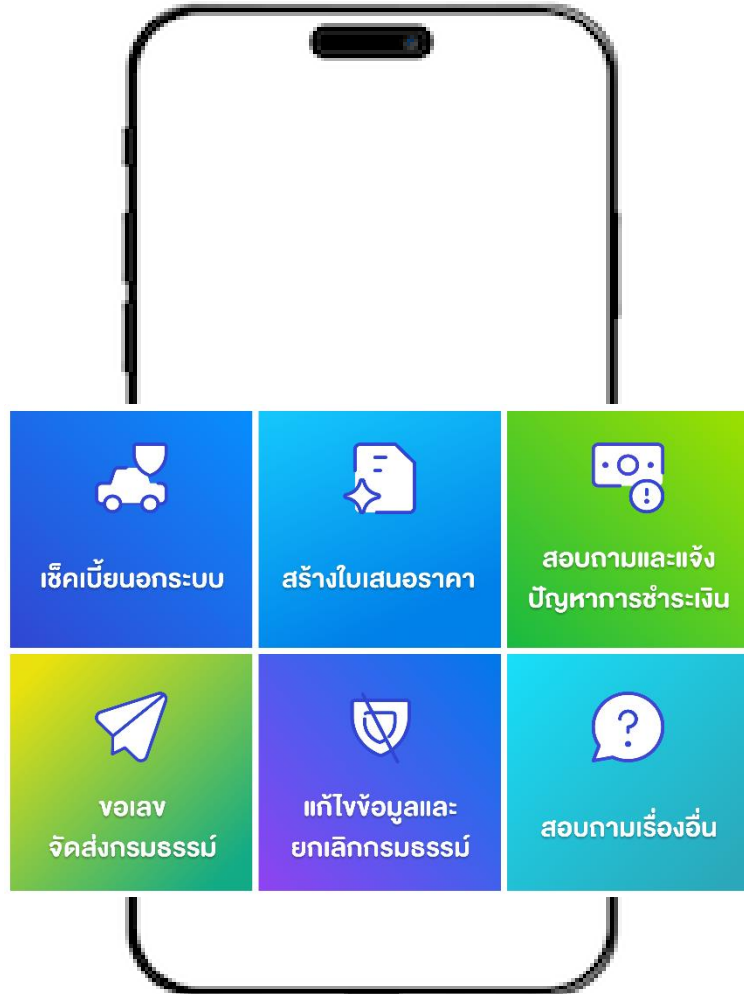 เช็คเบี้ยนอกระบบ
สร้างใบเสนอราคา
สอบถามและแจ้ง
ปัญหาการชำระเงิน
ขอเลข
จัดส่งกรมธรรม์
แก้ไขข้อมูลและ
ยกเลิกกรมธรรม์
สอบถามเรื่องอื่น